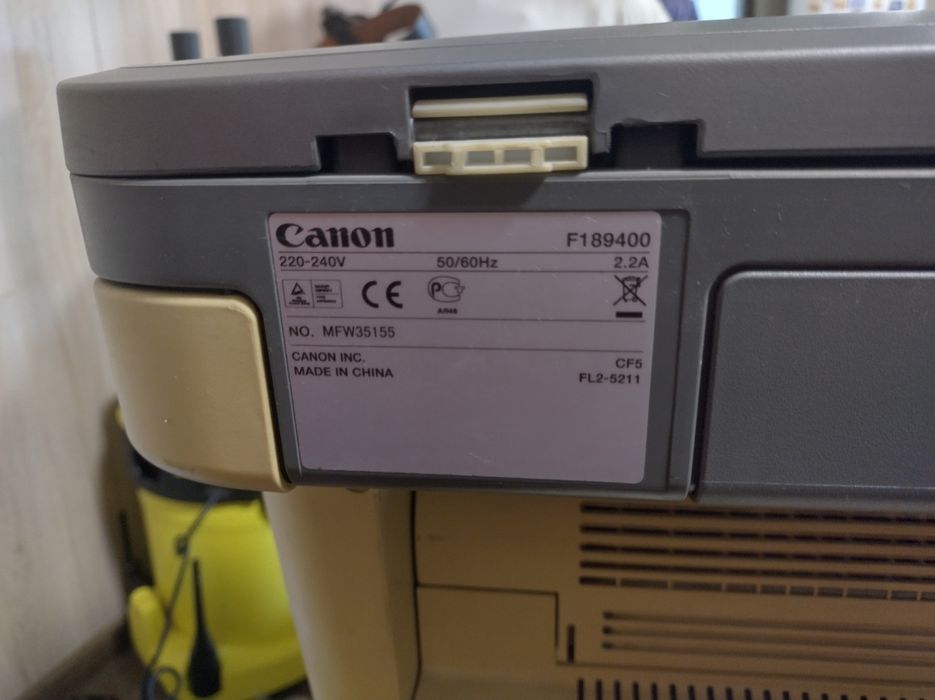 Canon
F189400
220-240V 50/60Hz 2.2A
CE
АЛ48
NO. MFW35155
CANON INC.
MADE IN CHINA
CF5
FL2-5211